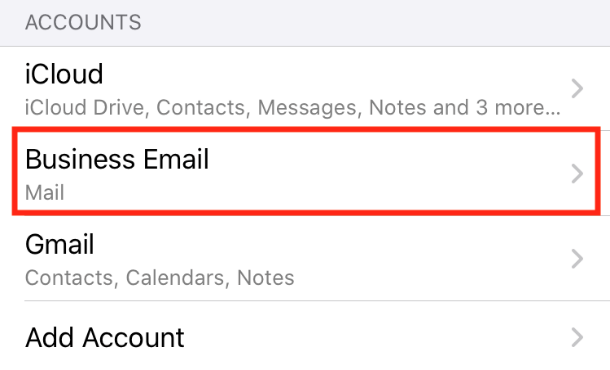 ACCOUNTS
iCloud
iCloud Drive, Contacts, Messages, Notes and 3 more...
Business Email
Mail
Gmail
Contacts, Calendars, Notes
Add Account